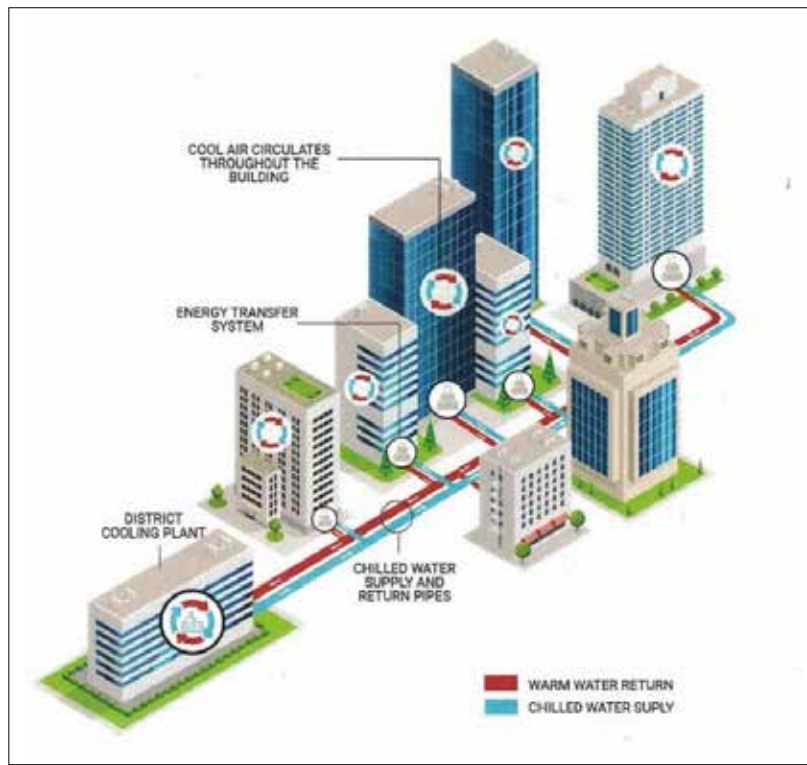 COOL AIR CIRCULATES
THROUGHOUT THE
BUILDING
ENERGY TRANSFER
SYSTEM
DISTRICT
COOLING PLANT
CHILLED WATER
SUPPLY AND
RETURN PIPES
WARM WATER RETURN
CHILLED WATER SUPLY